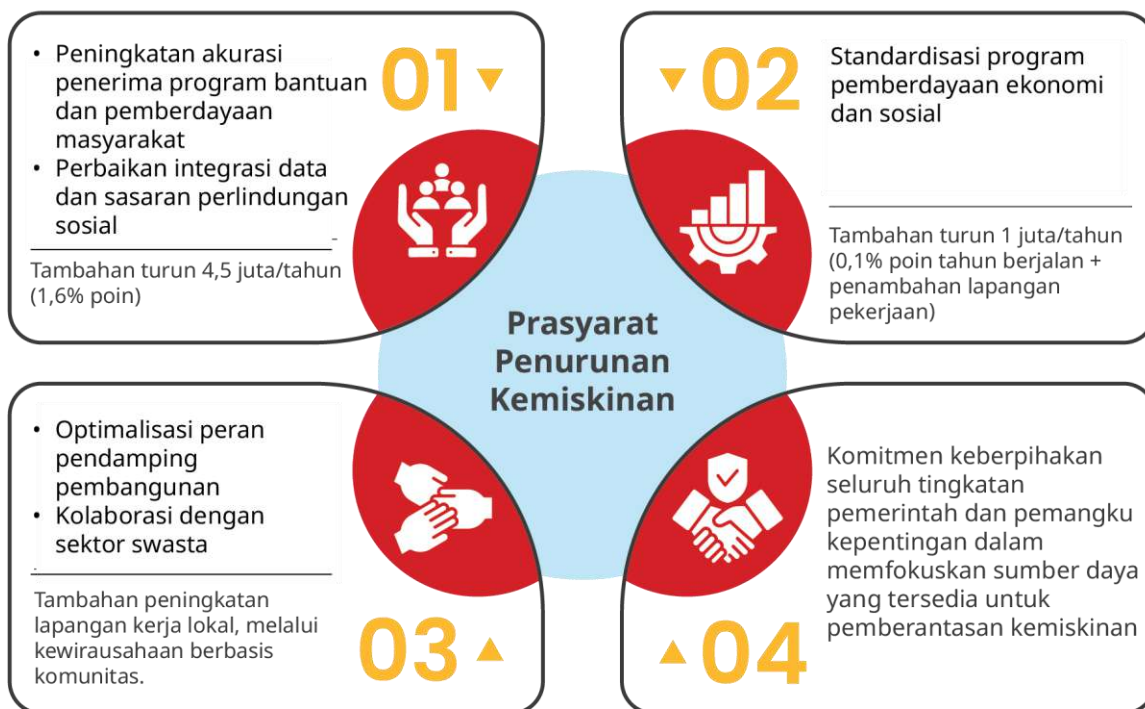 • Peningkatan akurasi
penerima program bantuan
dan pemberdayaan
masyarakat
• Perbaikan integrasi data
dan sasaran perlindungan
sosial
Tambahan turun 4,5 juta/tahun
(1,6% poin)
01
02
Standardisasi program
pemberdayaan ekonomi
dan sosial
Tambahan turun 1 juta/tahun
(0,1% poin tahun berjalan +
penambahan lapangan
pekerjaan)
Prasyarat
Penurunan
Kemiskinan
• Optimalisasi peran
pendamping
pembangunan
• Kolaborasi dengan
sektor swasta
Tambahan peningkatan
lapangan kerja lokal, melalui
kewirausahaan berbasis
komunitas.
03
04
Komitmen keberpihakan
seluruh tingkatan
pemerintah dan pemangku
kepentingan dalam
memfokuskan sumber daya
yang tersedia untuk
pemberantasan kemiskinan